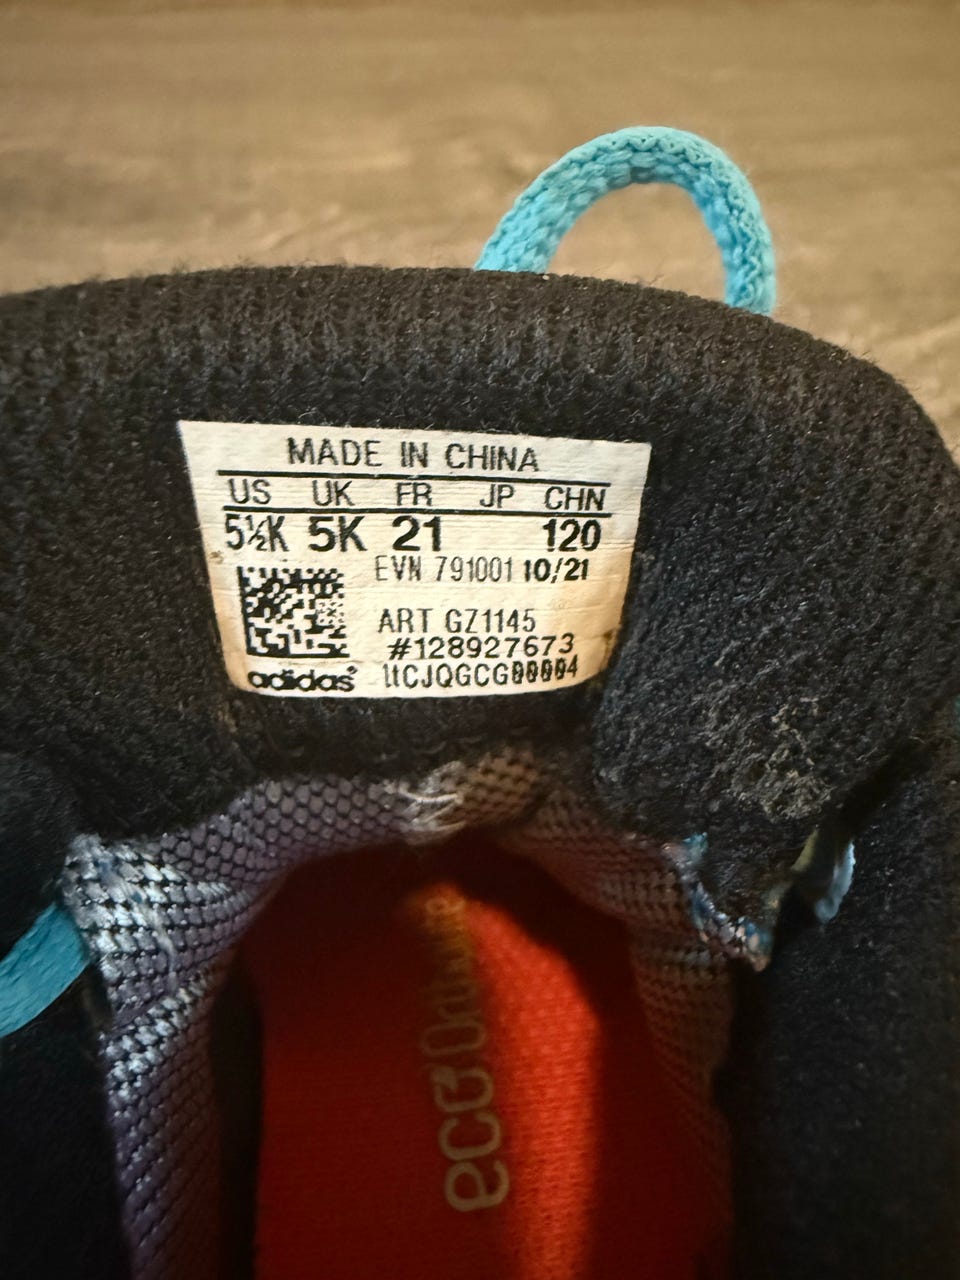 MADE IN CHINA
US UK FR JP CHN
5½K 5K 21 120
EVN 791001 10/21
ART GZ1145
#128927673
adidas